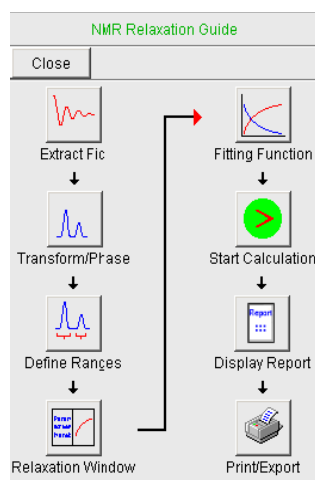 NMR Relaxation Guide
Close
Extract Fic
Transform/Phase
Define Ranges
Relaxation Window
Fitting Function
Start Calculation
Report
Display Report
Print/Export